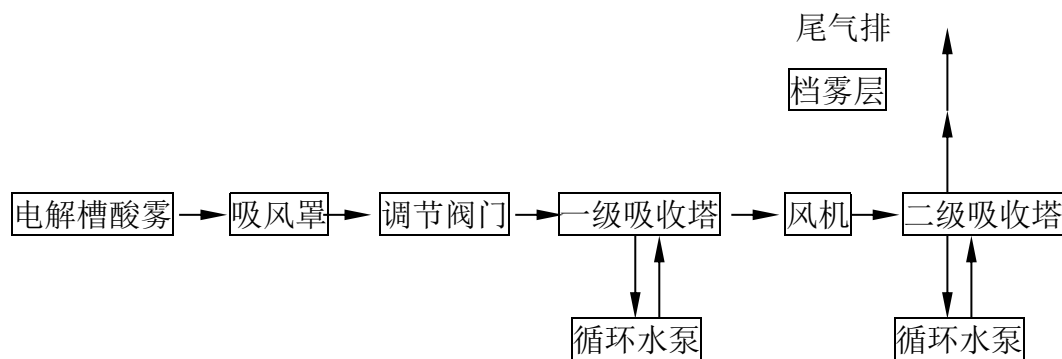 尾气排
档雾层
电解槽酸雾
吸风罩
调节阀门
一级吸收塔
风机
二级吸收塔
循环水泵
循环水泵